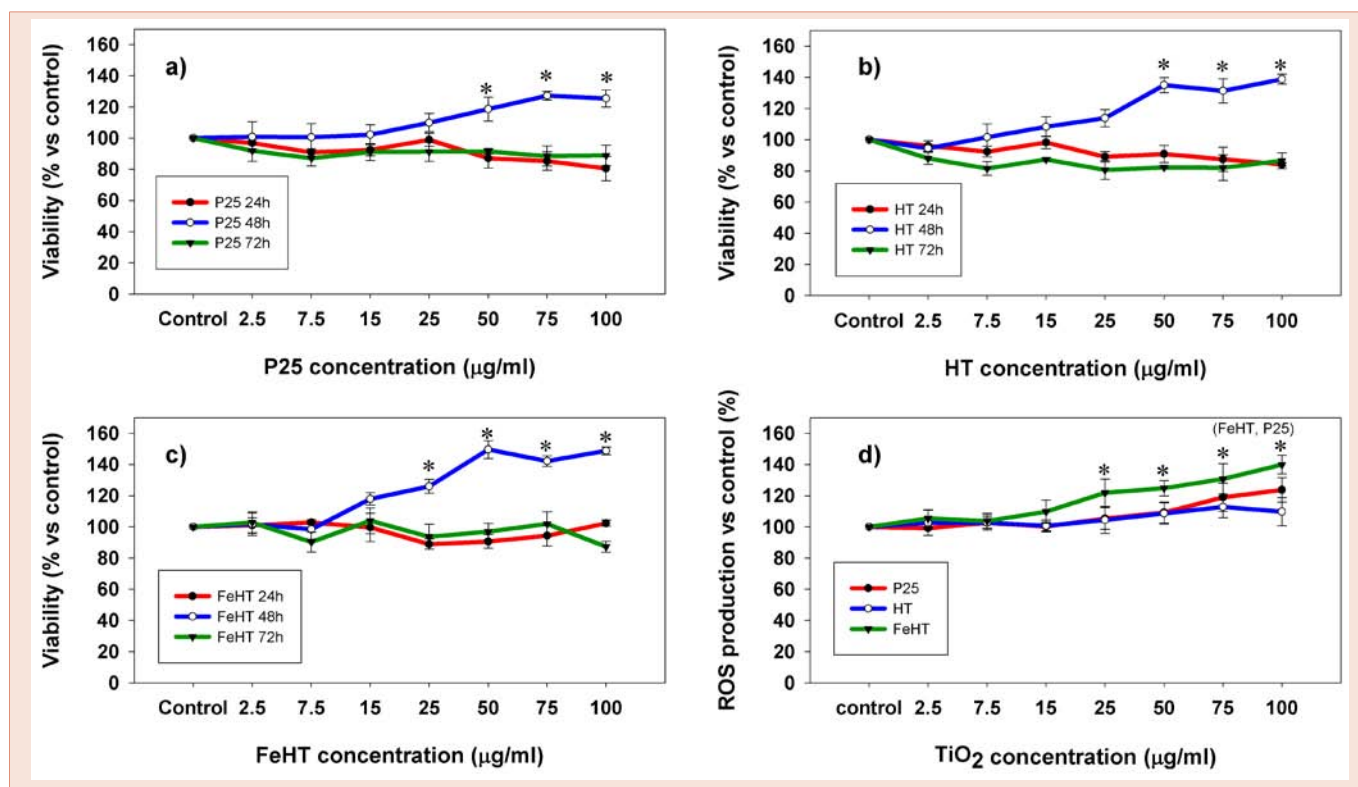 a)
Viability (% vs control)
160
140
120
100
80
60
40
20
0
* * *
P25 24h
P25 48h
P25 72h
Control 2.5 7.5 15 25 50 75 100
P25 concentration (μg/ml)
b)
Viability (% vs control)
160
140
120
100
80
60
40
20
0
* * *
HT 24h
HT 48h
HT 72h
Control 2.5 7.5 15 25 50 75 100
HT concentration (μg/ml)
c)
Viability (% vs control)
160
140
120
100
80
60
40
20
0
* * * *
FeHT 24h
FeHT 48h
FeHT 72h
Control 2.5 7.5 15 25 50 75 100
FeHT concentration (μg/ml)
d)
ROS production vs control (%)
160
140
120
100
80
60
40
20
0
(FeHT, P25)
* * * *
P25
HT
FeHT
control 2.5 7.5 15 25 50 75 100
TiO2 concentration (μg/ml)